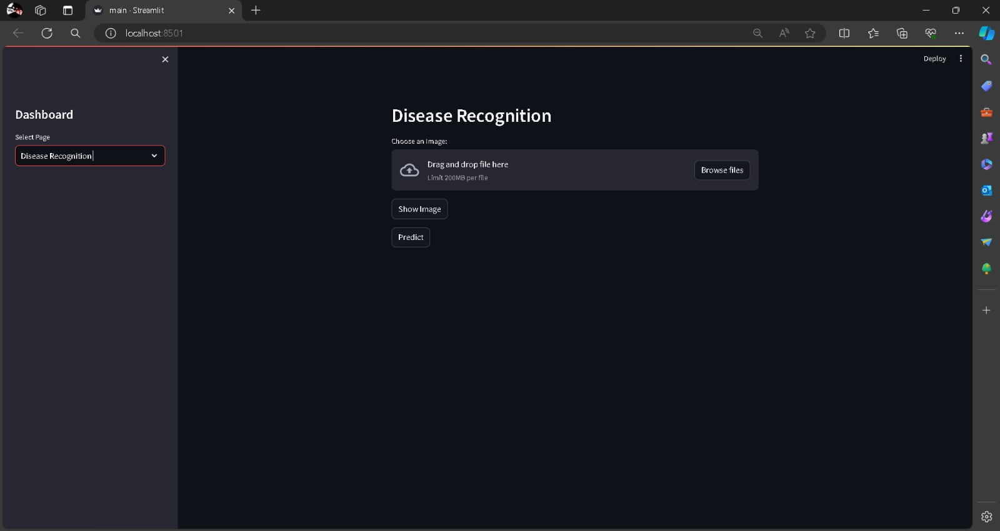 main · Streamlit
localhost:8501
Deploy
Dashboard
Select Page
Disease Recognition
Disease Recognition
Choose an Image:
Drag and drop file here
Limit 200MB per file
Browse files
Show Image
Predict